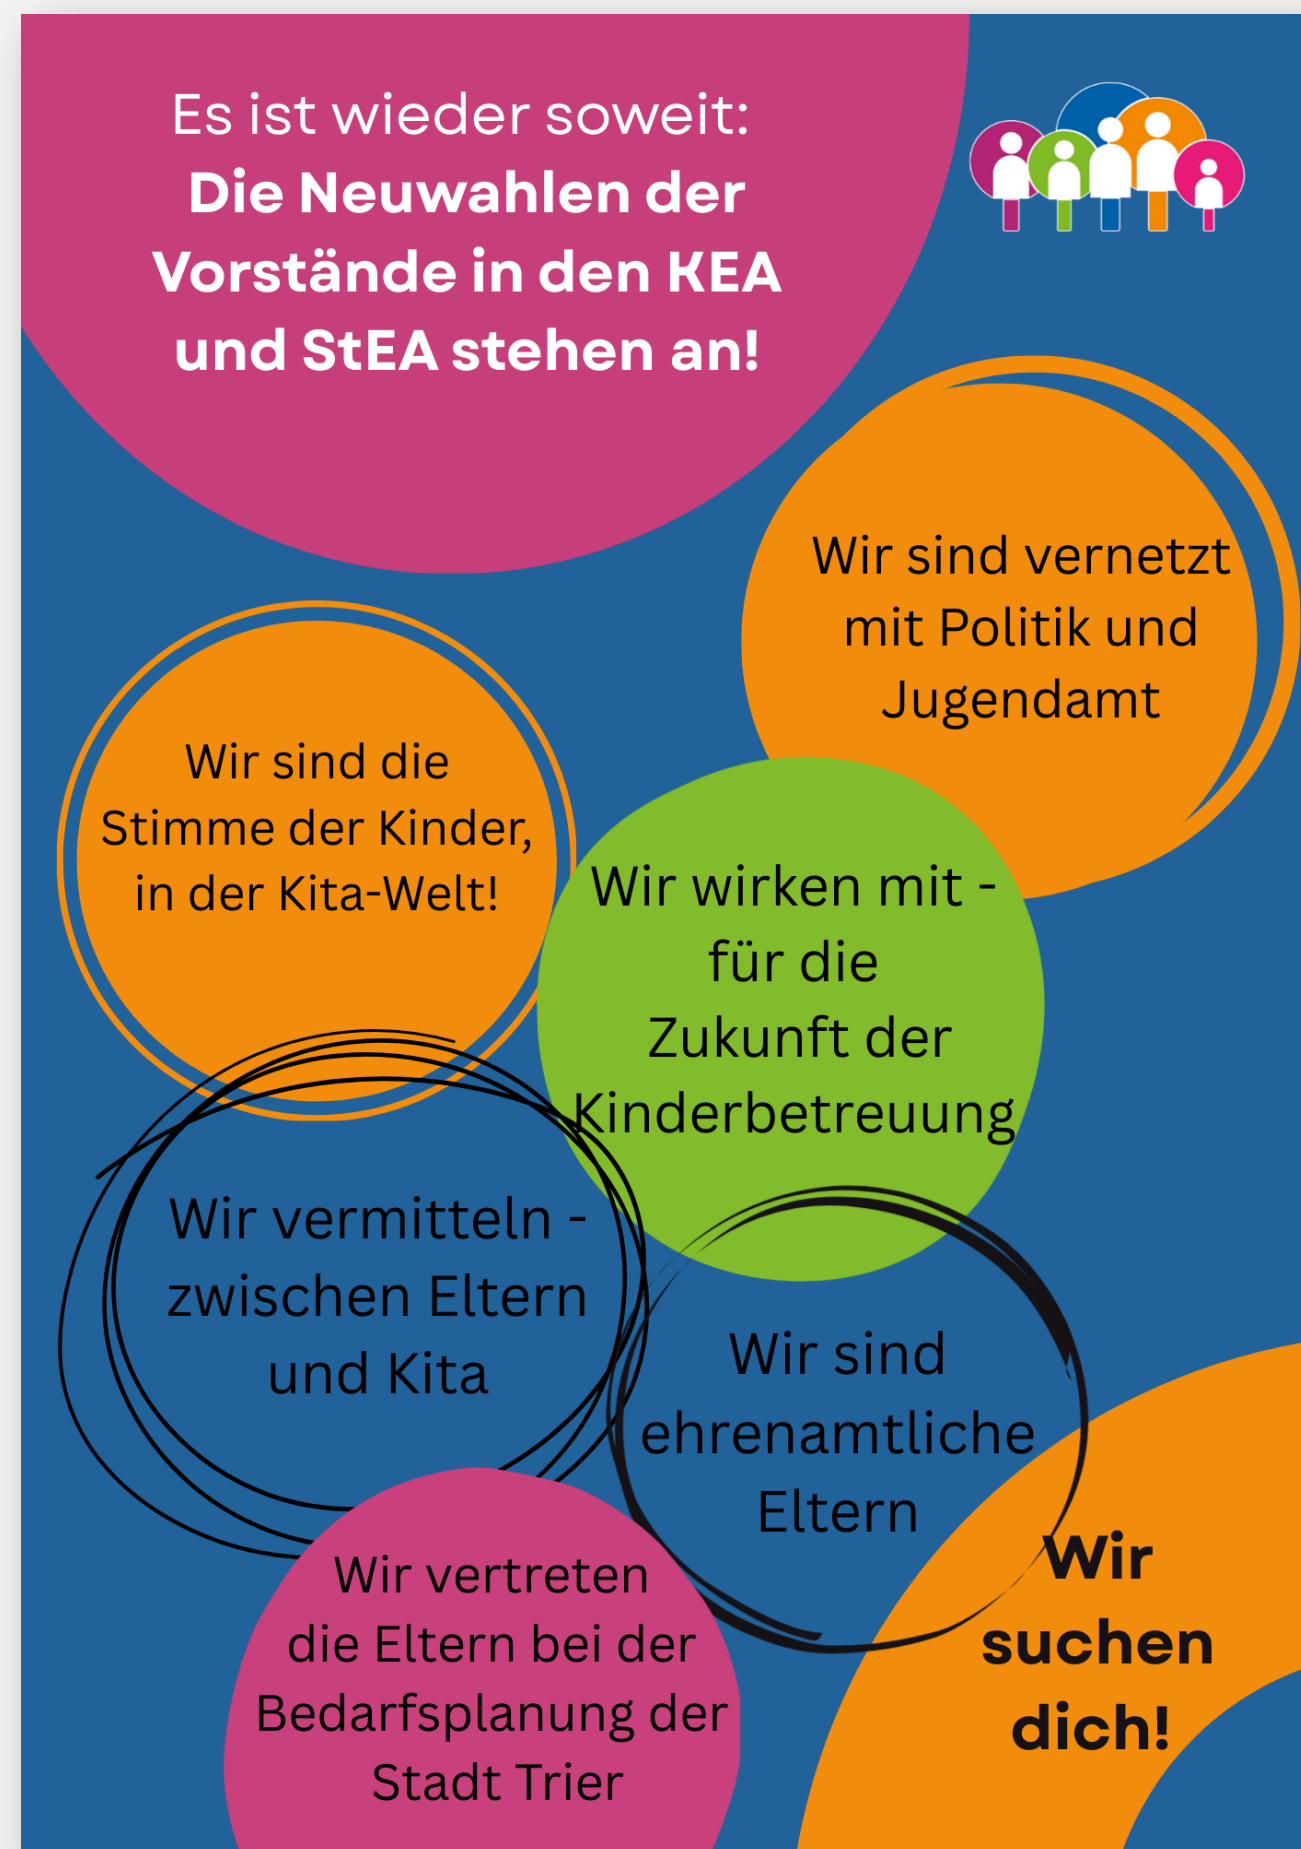 Es ist wieder soweit:
Die Neuwahlen der
Vorstände in den KEA
und StEA stehen an!
Wir sind vernetzt
mit Politik und
Jugendamt
Wir sind die
Stimme der Kinder,
in der Kita-Welt!
Wir wirken mit -
für die
Zukunft der
Kinderbetreuung
Wir vermitteln -
zwischen Eltern
und Kita
Wir sind
ehrenamtliche
Eltern
Wir vertreten
die Eltern bei der
Bedarfsplanung der
Stadt Trier
Wir
suchen
dich!